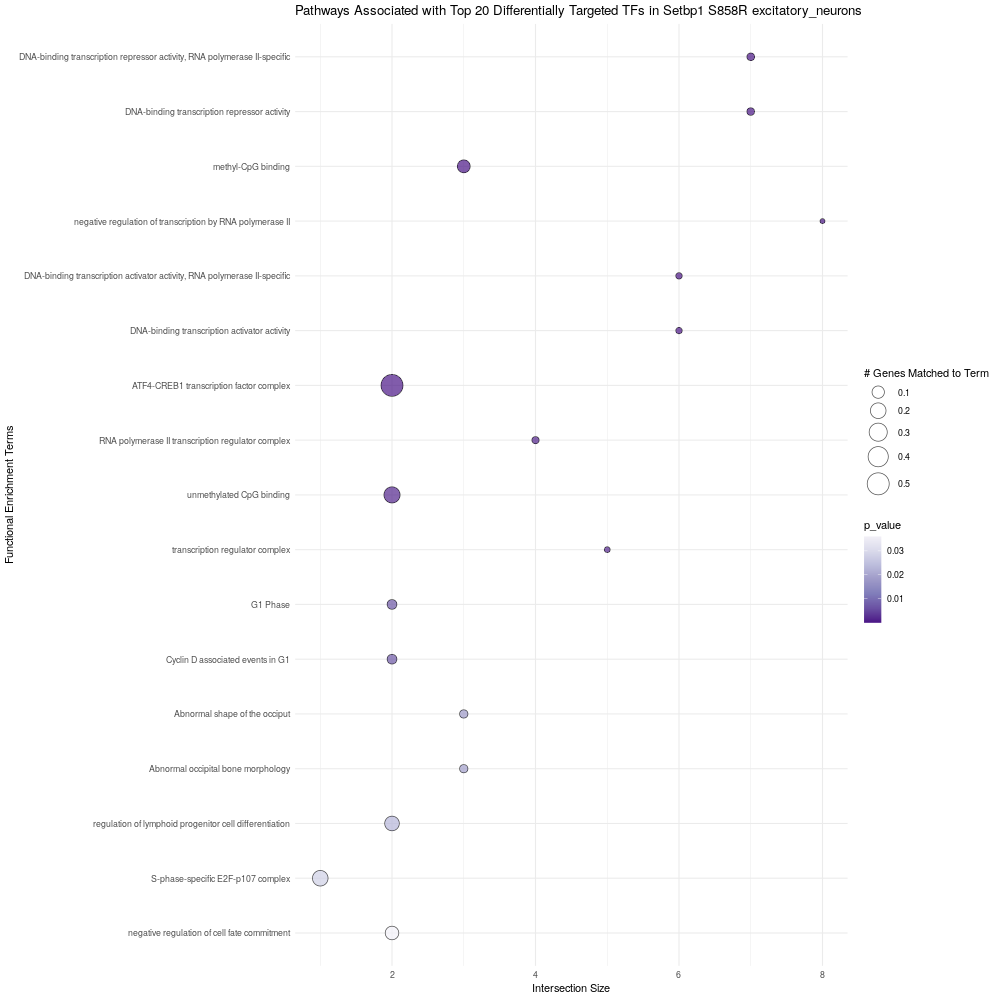 Pathways Associated with Top 20 Differentially Targeted TFs in Setbp1 S858R excitatory_neurons
DNA-binding transcription repressor activity, RNA polymerase II-specific
DNA-binding transcription repressor activity
methyl-CpG binding
negative regulation of transcription by RNA polymerase II
DNA-binding transcription activator activity, RNA polymerase II-specific
DNA-binding transcription activator activity
ATF4-CREB1 transcription factor complex
RNA polymerase II transcription regulator complex
unmethylated CpG binding
transcription regulator complex
G1 Phase
Cyclin D associated events in G1
Abnormal shape of the occiput
Abnormal occipital bone morphology
regulation of lymphoid progenitor cell differentiation
S-phase-specific E2F-p107 complex
negative regulation of cell fate commitment
Functional Enrichment Terms
2 4 6 8
Intersection Size
# Genes Matched to Term
0.1
0.2
0.3
0.4
0.5
p_value
0.03
0.02
0.01